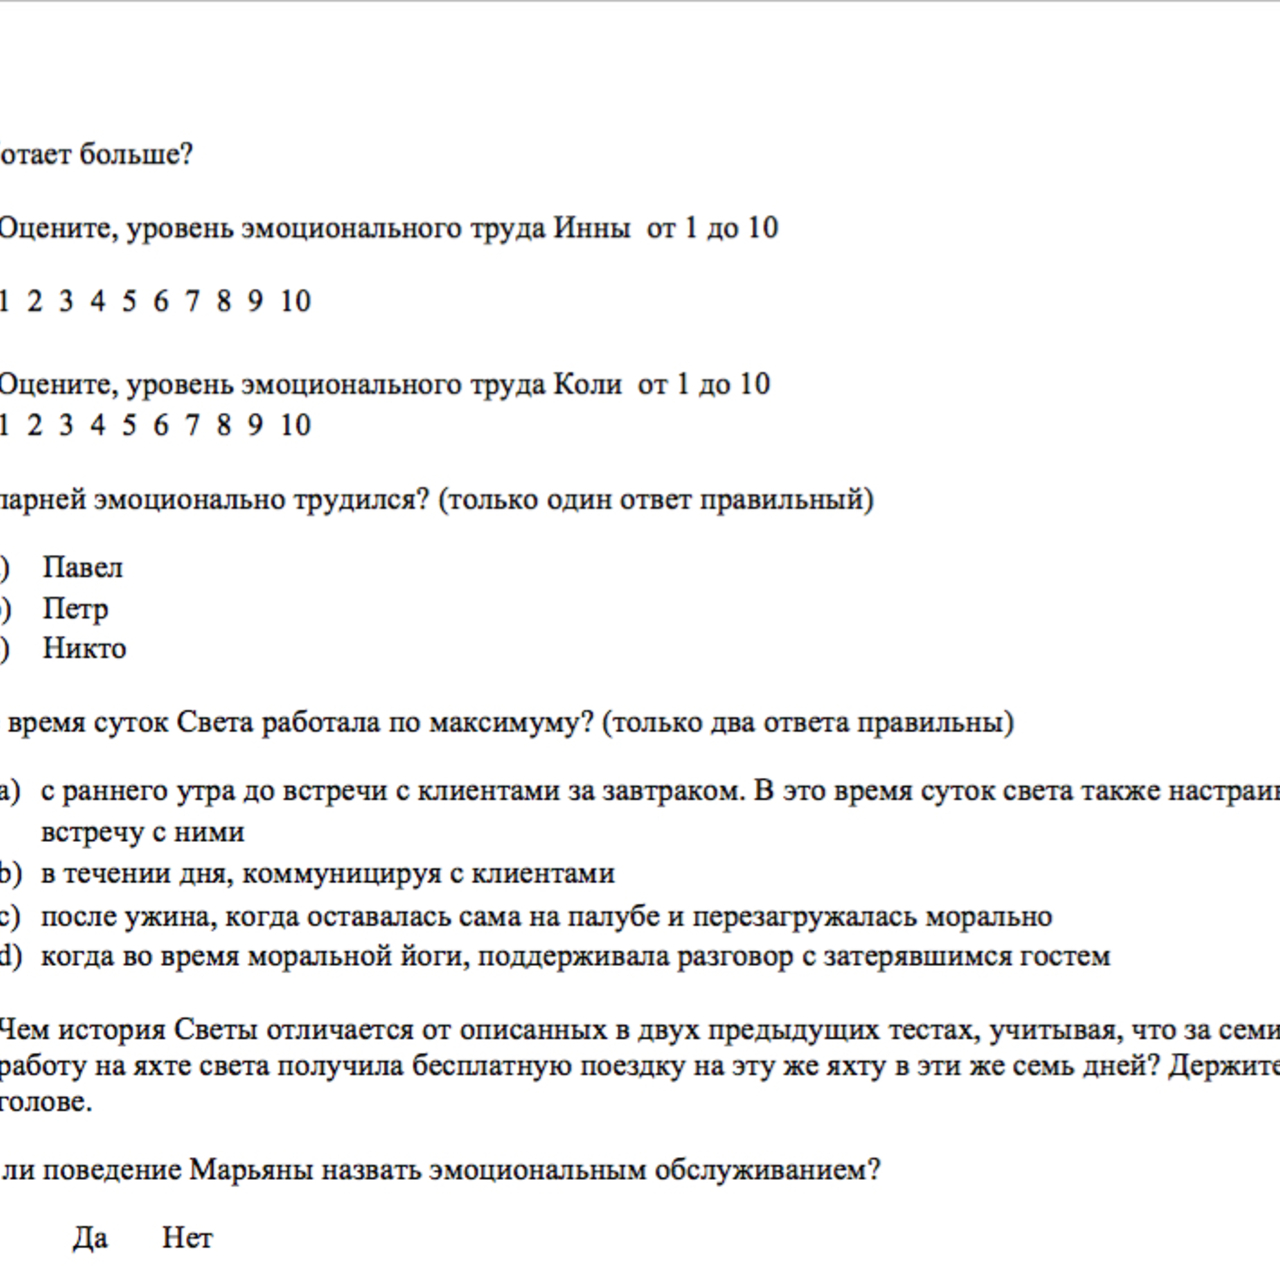 отает больше?
Оцените, уровень эмоционального труда Инны от 1 до 10
1 2 3 4 5 6 7 8 9 10
Оцените, уровень эмоционального труда Коли от 1 до 10
1 2 3 4 5 6 7 8 9 10
парней эмоционально трудился? (только один ответ правильный)
) Павел
) Петр
) Никто
время суток Света работала по максимуму? (только два ответа правильны)
a) с раннего утра до встречи с клиентами за завтраком. В это время суток света также настраив
встречу с ними
b) в течении дня, коммуницируя с клиентами
c) после ужина, когда оставалась сама на палубе и перезагружалась морально
d) когда во время моральной йоги, поддерживала разговор с затерявшимся гостем
Чем история Светы отличается от описанных в двух предыдущих тестах, учитывая, что за семи
работу на яхте света получила бесплатную поездку на эту же яхту в эти же семь дней? Держите
голове.
ли поведение Марьяны назвать эмоциональным обслуживанием?
Да Нет